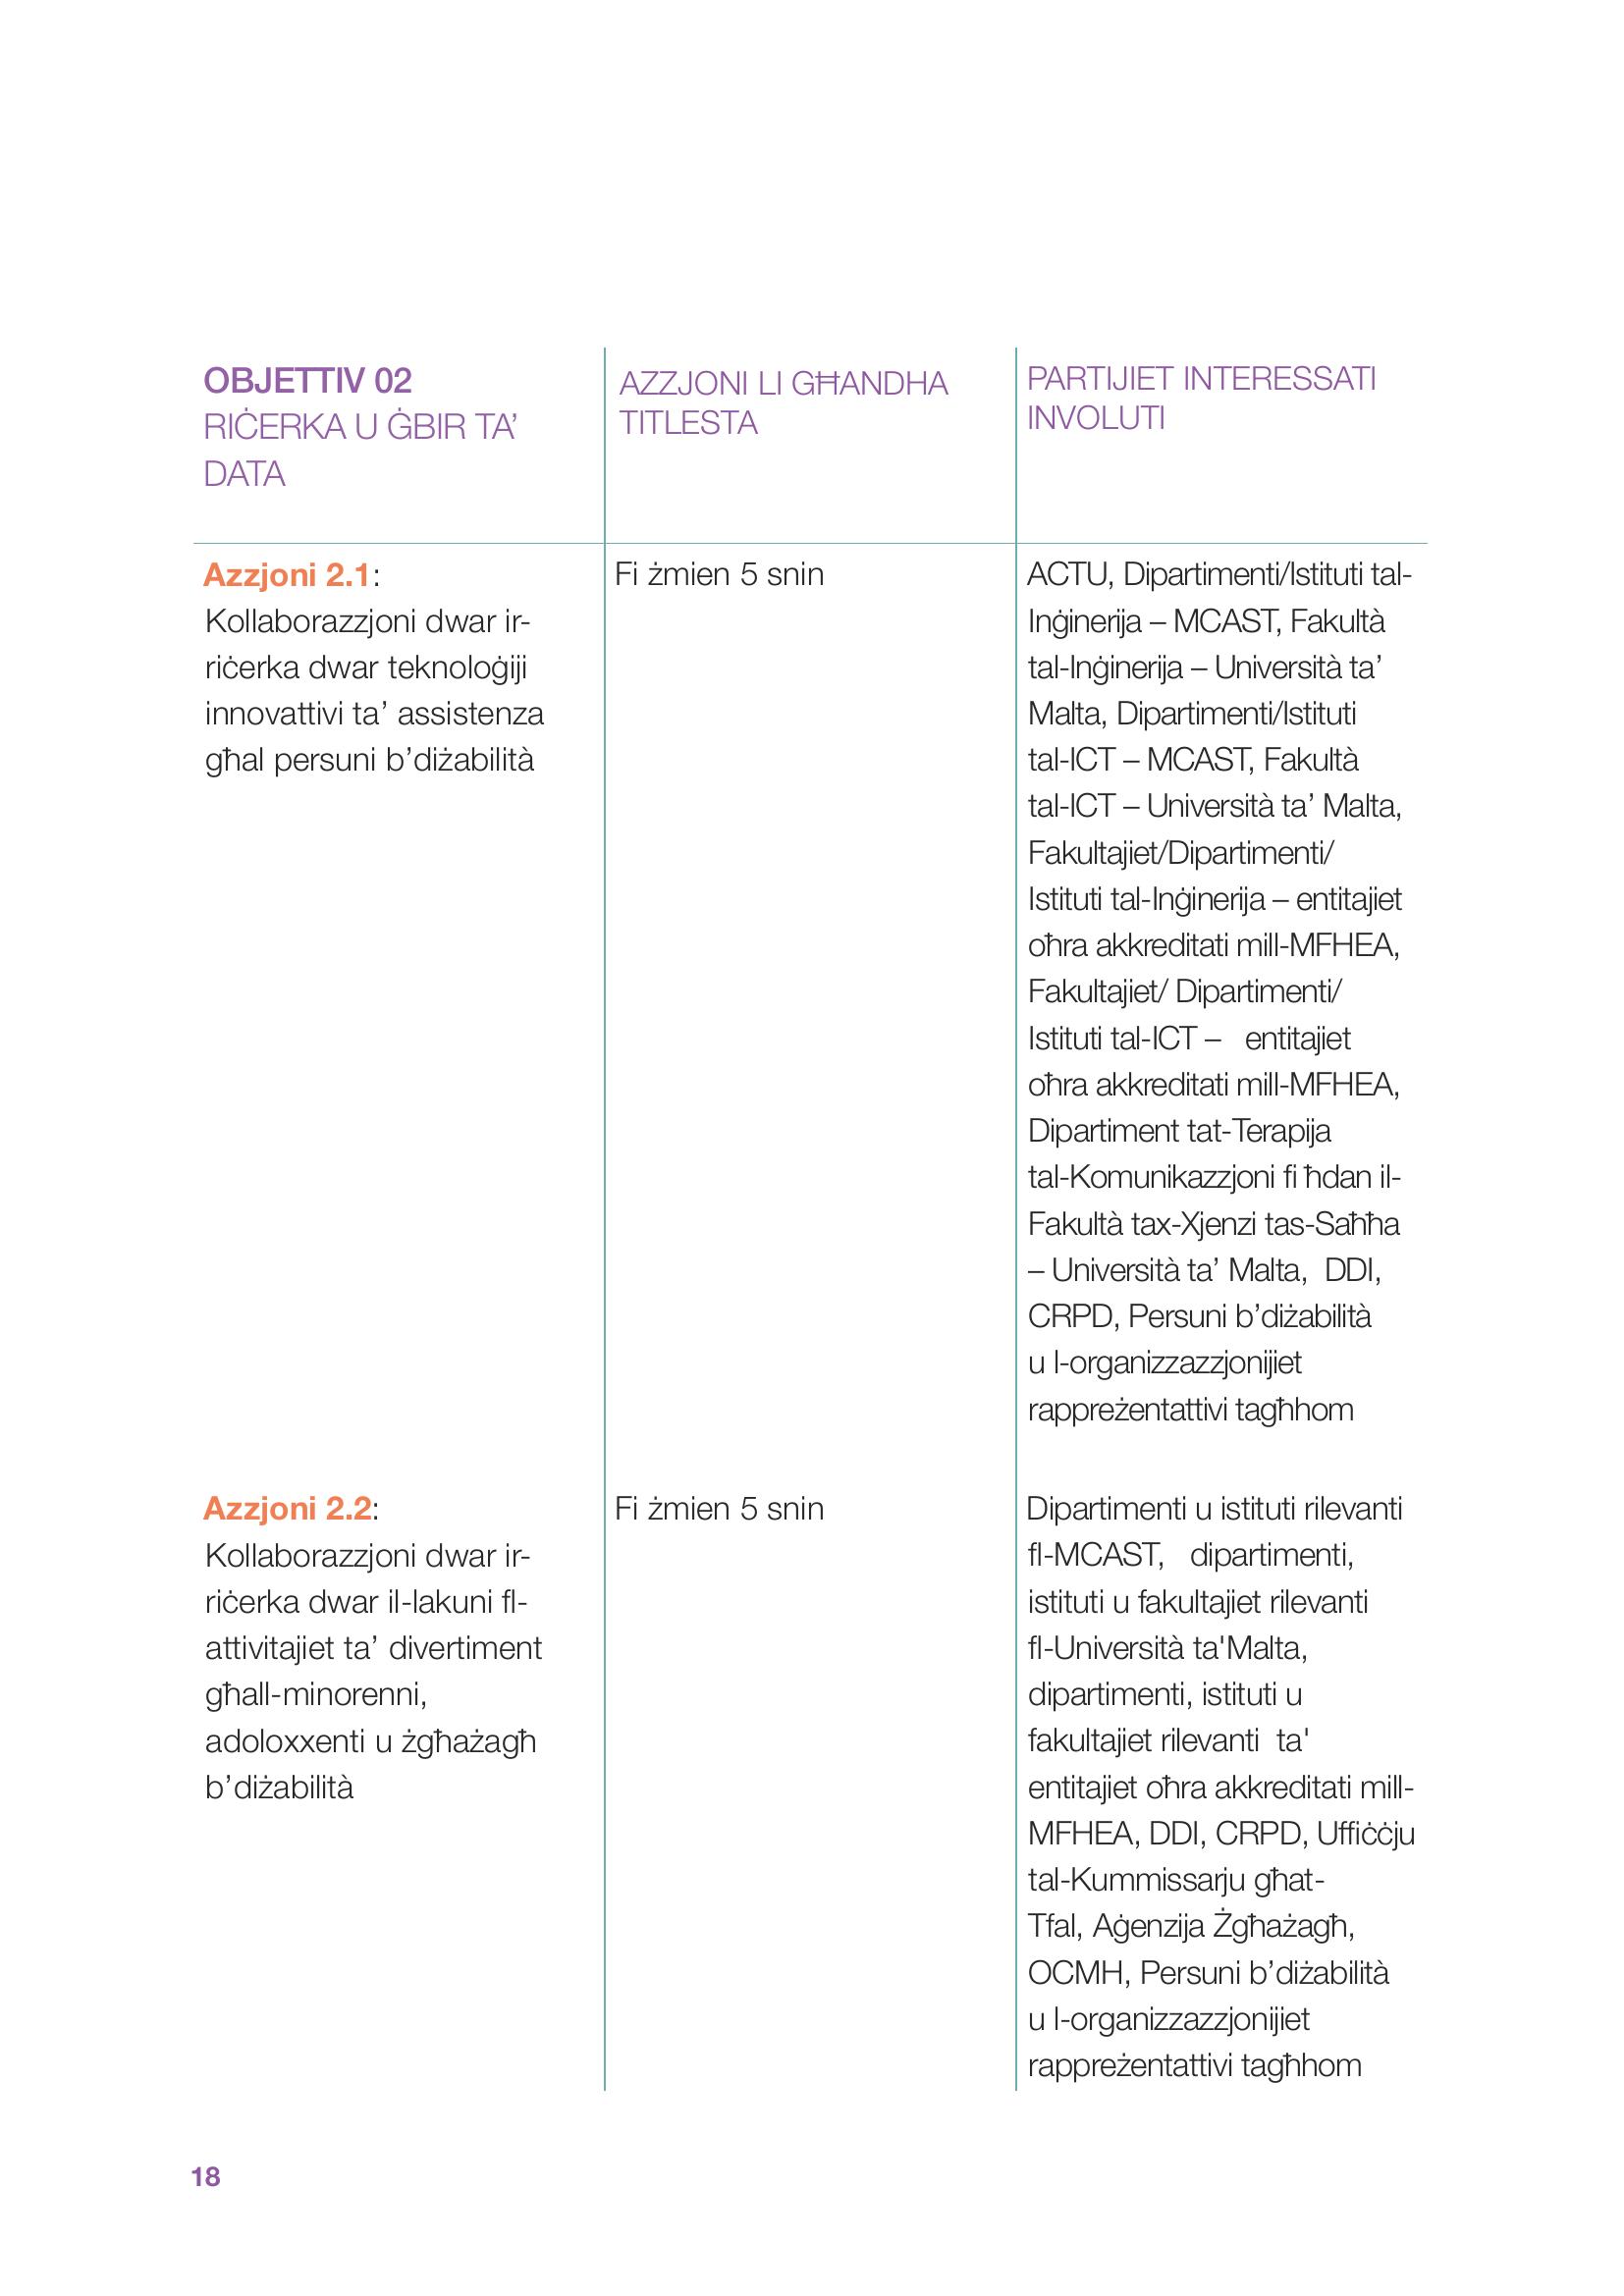 OBJETTIV 02
RIĊERKA U ĠBIR TA’
DATA
AZZJONI LI GĦANDHA
TITLESTA
PARTIJIET INTERESSATI
INVOLUTI
Azzjoni 2.1:
Kollaborazzjoni dwar ir-
riċerka dwar teknoloġiji
innovattivi ta’ assistenza
għal persuni b’diżabilità
Fi żmien 5 snin
ACTU, Dipartimenti/Istituti tal-
Inġinerija – MCAST, Fakultà
tal-Inġinerija – Università ta’
Malta, Dipartimenti/Istituti
tal-ICT – MCAST, Fakultà
tal-ICT – Università ta’ Malta,
Fakultajiet/Dipartimenti/
Istituti tal-Inġinerija – entitajiet
oħra akkreditati mill-MFHEA,
Fakultajiet/ Dipartimenti/
Istituti tal-ICT – entitajiet
oħra akkreditati mill-MFHEA,
Dipartiment tat-Terapija
tal-Komunikazzjoni fi ħdan il-
Fakultà tax-Xjenzi tas-Saħħa
– Università ta’ Malta, DDI,
CRPD, Persuni b’diżabilità
u l-organizzazzjonijiet
rappreżentattivi tagħhom
Azzjoni 2.2:
Kollaborazzjoni dwar ir-
riċerka dwar il-lakuni fl-
attivitajiet ta’ divertiment
għall-minorenni,
adoloxxenti u żgħażagħ
b’diżabilità
Fi żmien 5 snin
Dipartimenti u istituti rilevanti
fl-MCAST, dipartimenti,
istituti u fakultajiet rilevanti
fl-Università ta'Malta,
dipartimenti, istituti u
fakultajiet rilevanti ta'
entitajiet oħra akkreditati mill-
MFHEA, DDI, CRPD, Uffiċċju
tal-Kummissarju għat-
Tfal, Aġenzija Żgħażagħ,
OCMH, Persuni b’diżabilità
u l-organizzazzjonijiet
rappreżentattivi tagħhom
18